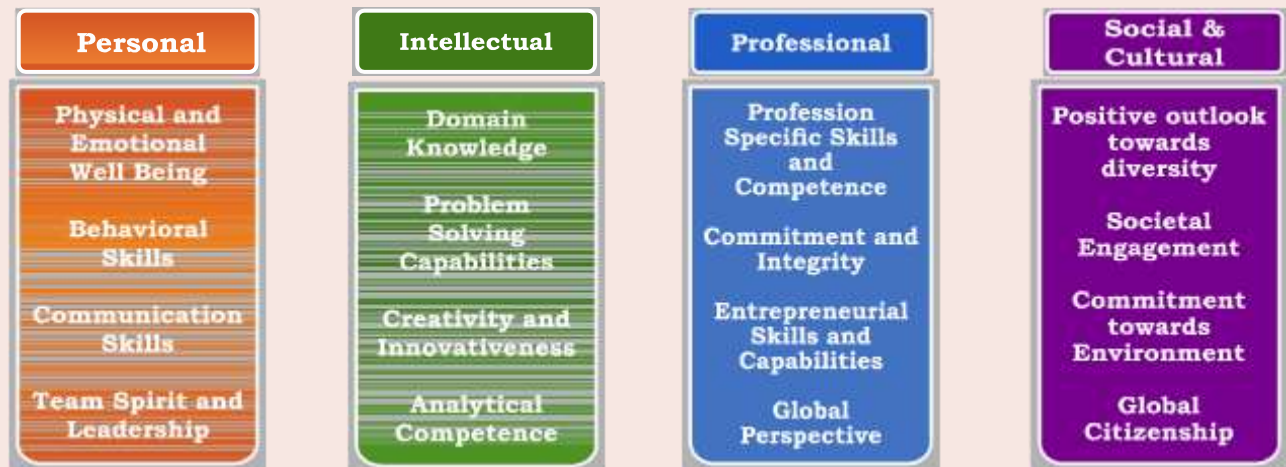 Personal
Physical and
Emotional
Well Being
Behavioral
Skills
Communication
Skills
Team Spirit and
Leadership
Intellectual
Domain
Knowledge
Problem
Solving
Capabilities
Creativity and
Innovativeness
Analytical
Competence
Professional
Profession
Specific Skills
and
Competence
Commitment and
Integrity
Entrepreneurial
Skills and
Capabilities
Global
Perspective
Social &
Cultural
Positive outlook
towards
diversity
Societal
Engagement
Commitment
towards
Environment
Global
Citizenship